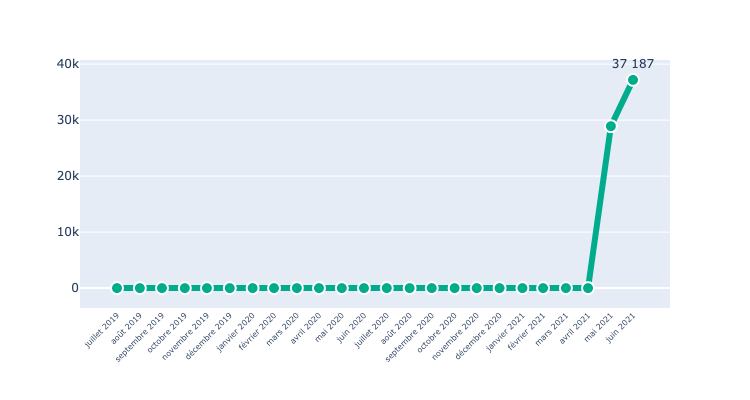 37 187
40k
30k
20k
10k
0
juillet 2019
août 2019
septembre 2019
octobre 2019
novembre 2019
décembre 2019
janvier 2020
février 2020
mars 2020
avril 2020
mai 2020
juin 2020
juillet 2020
août 2020
septembre 2020
octobre 2020
novembre 2020
décembre 2020
janvier 2021
février 2021
mars 2021
avril 2021
mai 2021
juin 2021